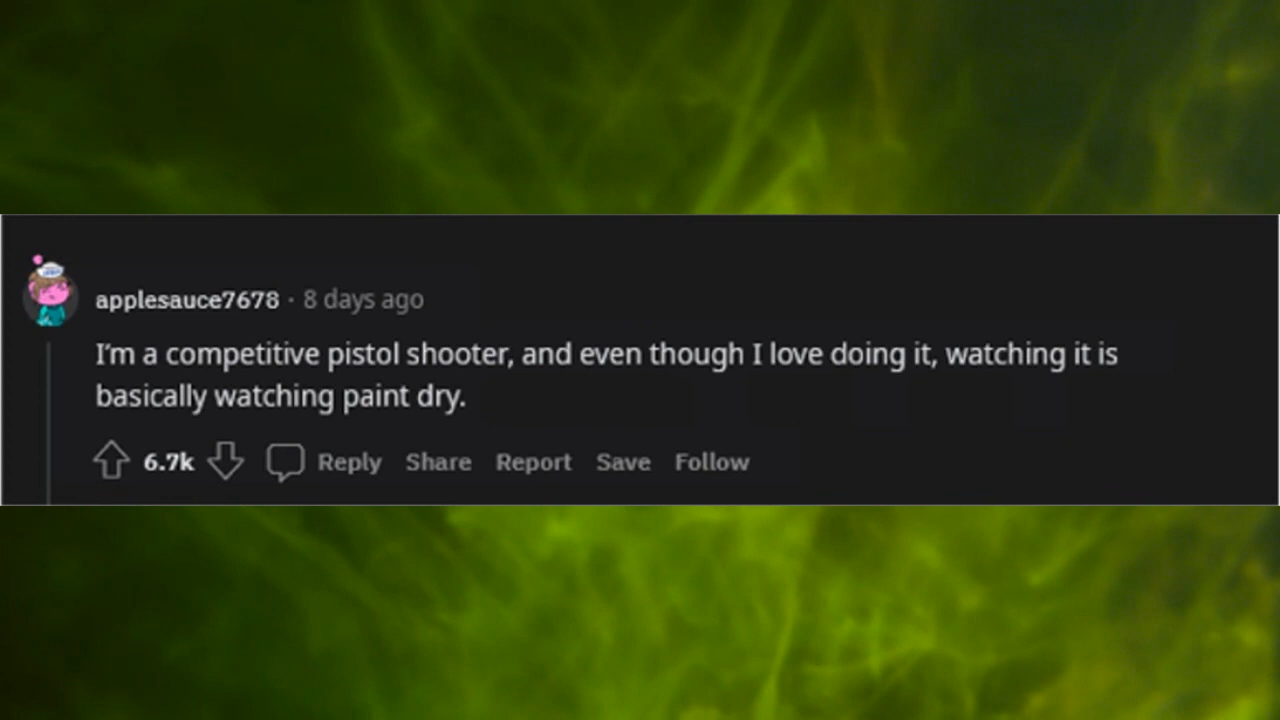 applesauce7678 · 8 days ago
I'm a competitive pistol shooter, and even though I love doing it, watching it is
basically watching paint dry.
6.7k Reply Share Report Save Follow